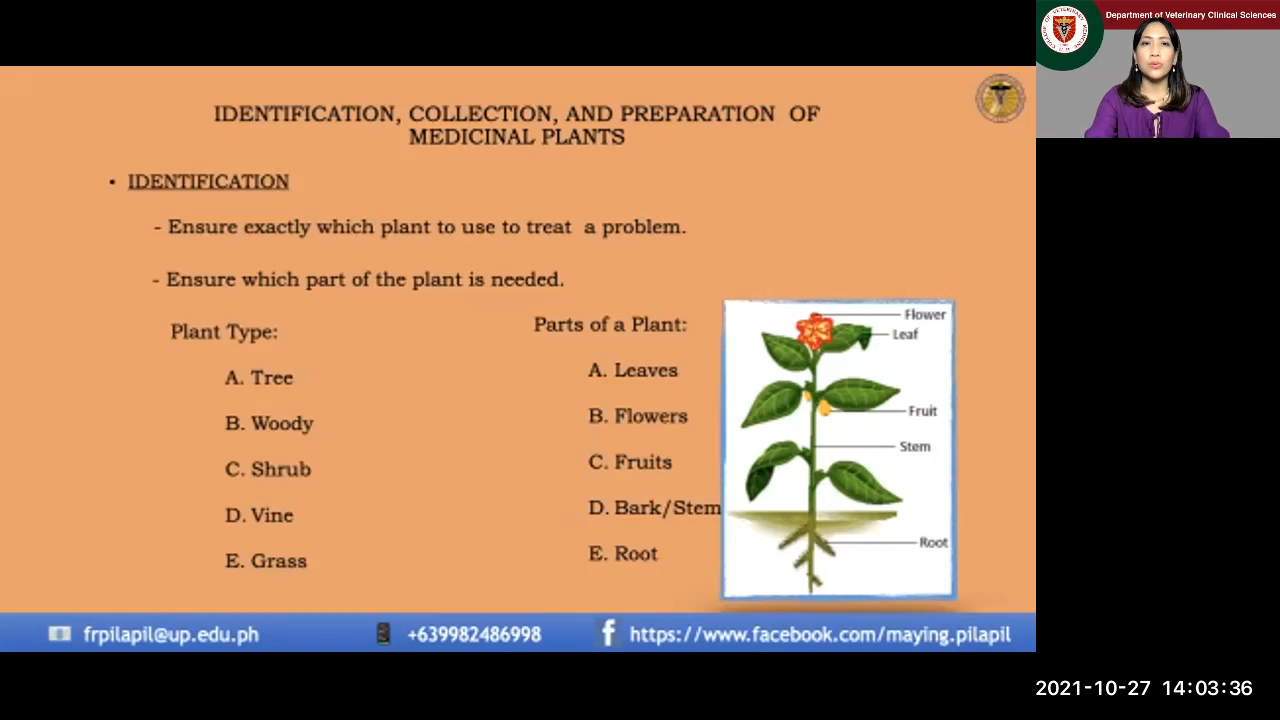 Department of Veterinary Clinical Sciences
IDENTIFICATION, COLLECTION, AND PREPARATION OF
MEDICINAL PLANTS
• IDENTIFICATION
- Ensure exactly which plant to use to treat a problem.
- Ensure which part of the plant is needed.
Plant Type:
A. Tree
B. Woody
C. Shrub
D. Vine
E. Grass
Parts of a Plant:
A. Leaves
B. Flowers
C. Fruits
D. Bark/Stem
E. Root
Flower
Leaf
Fruit
Stem
Root
frpilapil@up.edu.ph
+639982486998
https://www.facebook.com/maying.pilapil
2021-10-27 14:03:36